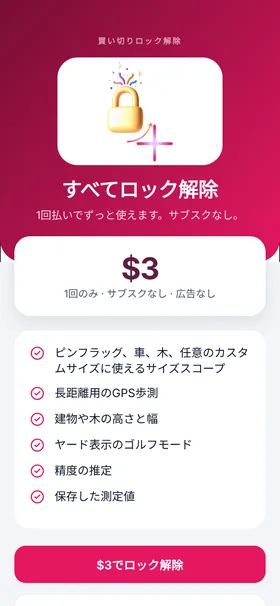 買い切りロック解除
すべてロック解除
1回払いでずっと使えます。サブスクなし。
$3
1回のみ · サブスクなし · 広告なし
ピンフラッグ、車、木、任意のカスタ
ムサイズに使えるサイズスコープ
長距離用のGPS歩測
建物や木の高さと幅
ヤード表示のゴルフモード
精度の推定
保存した測定値
$3でロック解除